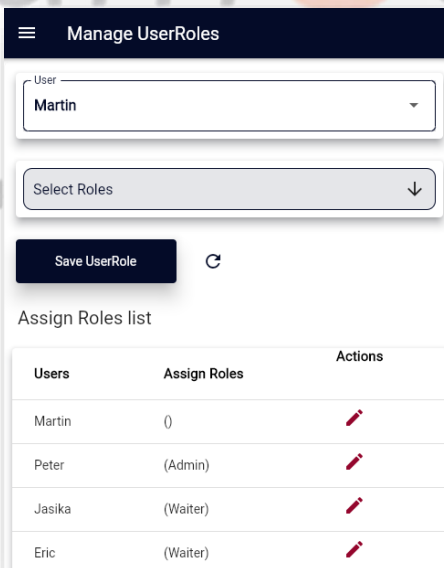 Manage UserRoles
User
Martin
Select Roles
Save UserRole
Assign Roles list
Users Assign Roles Actions
Martin ()
Peter (Admin)
Jasika (Waiter)
Eric (Waiter)